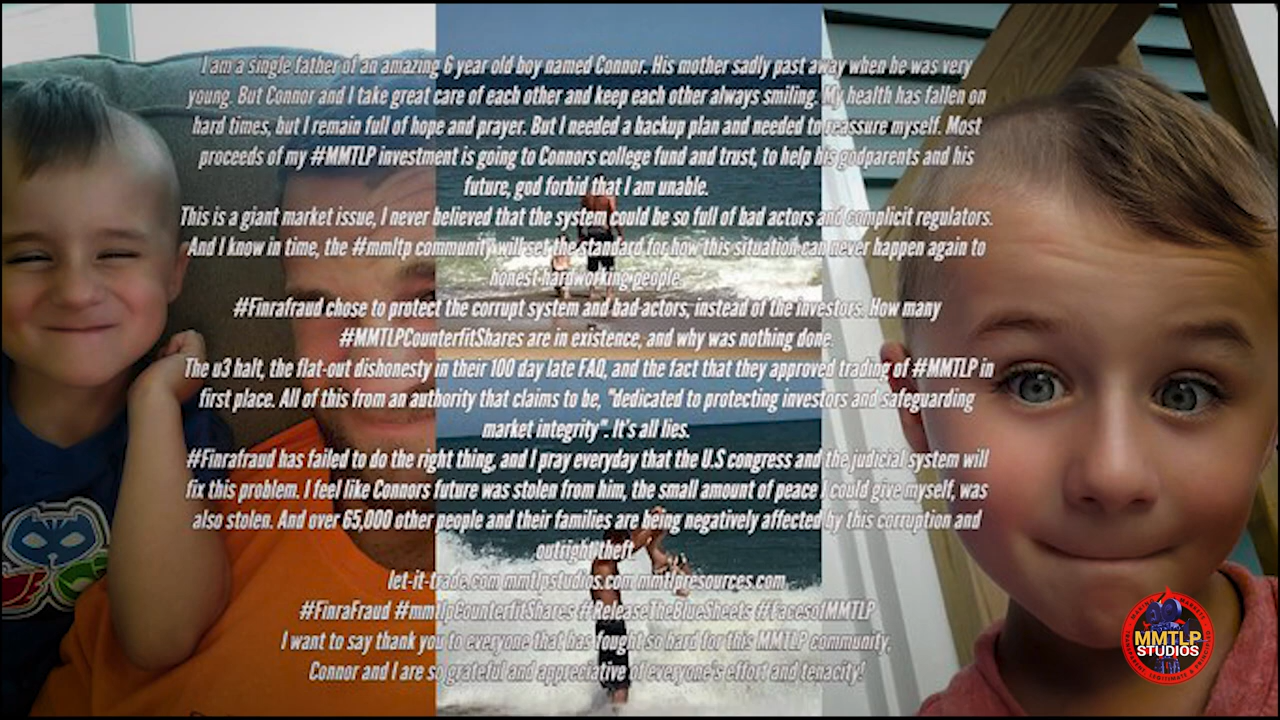 I am a single father of an amazing 6 year old boy named Connor. His mother sadly past away when he was very
young. But Connor and I take great care of each other and keep each other always smiling. My health has fallen on
hard times, but I remain full of hope and prayer. But I needed a backup plan and needed to reassure myself. Most
proceeds of my #MMTLP investment is going to Connors college fund and trust, to help his godparents and his
future, god forbid that I am unable.
This is a giant market issue, I never believed that the system could be so full of bad actors and complicit regulators.
And I know in time, the #mmltp community will set the standard for how this situation can never happen again to
honest hardworking people.
#Finrafraud chose to protect the corrupt system and bad-actors, instead of the investors. How many
#MMTLPCounterfitShares are in existence, and why was nothing done.
The u3 halt, the flat-out dishonesty in their 100 day late FAQ, and the fact that they approved trading of #MMTLP in
first place. All of this from an authority that claims to be, "dedicated to protecting investors and safeguarding
market integrity". It's all lies.
#Finrafraud has failed to do the right thing, and I pray everyday that the U.S congress and the judicial system will
fix this problem. I feel like Connors future was stolen from him, the small amount of peace I could give myself, was
also stolen. And over 65,000 other people and their families are being negatively affected by this corruption and
outright theft.
let-it-trade.com mmtlpstudios.com mmtlpresources.com
#FinraFraud #mmtlpCounterfitShares #ReleaseTheBlueSheets #FacesofMMTLP
I want to say thank you to everyone that has fought so hard for this MMTLP community,
Connor and I are so grateful and appreciative of everyone's effort and tenacity!
MMTLP
STUDIOS